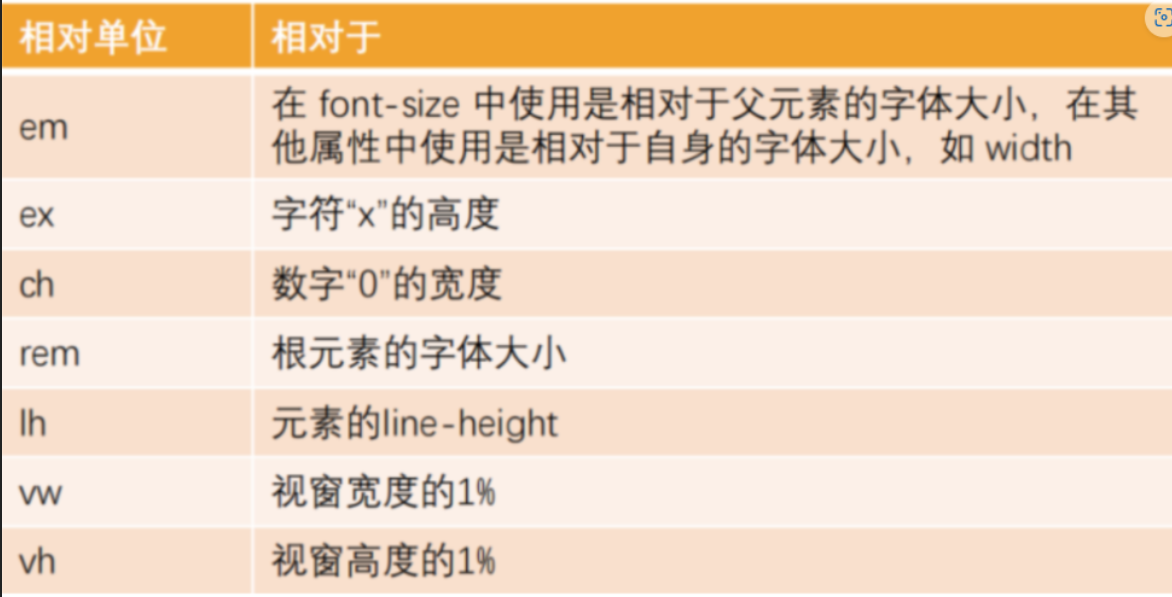 相对单位 相对于
em 在 font-size 中使用是相对于父元素的字体大小，在其
他属性中使用是相对于自身的字体大小，如 width
ex 字符“x”的高度
ch 数字“0”的宽度
rem 根元素的字体大小
lh 元素的line-height
vw 视窗宽度的1%
vh 视窗高度的1%